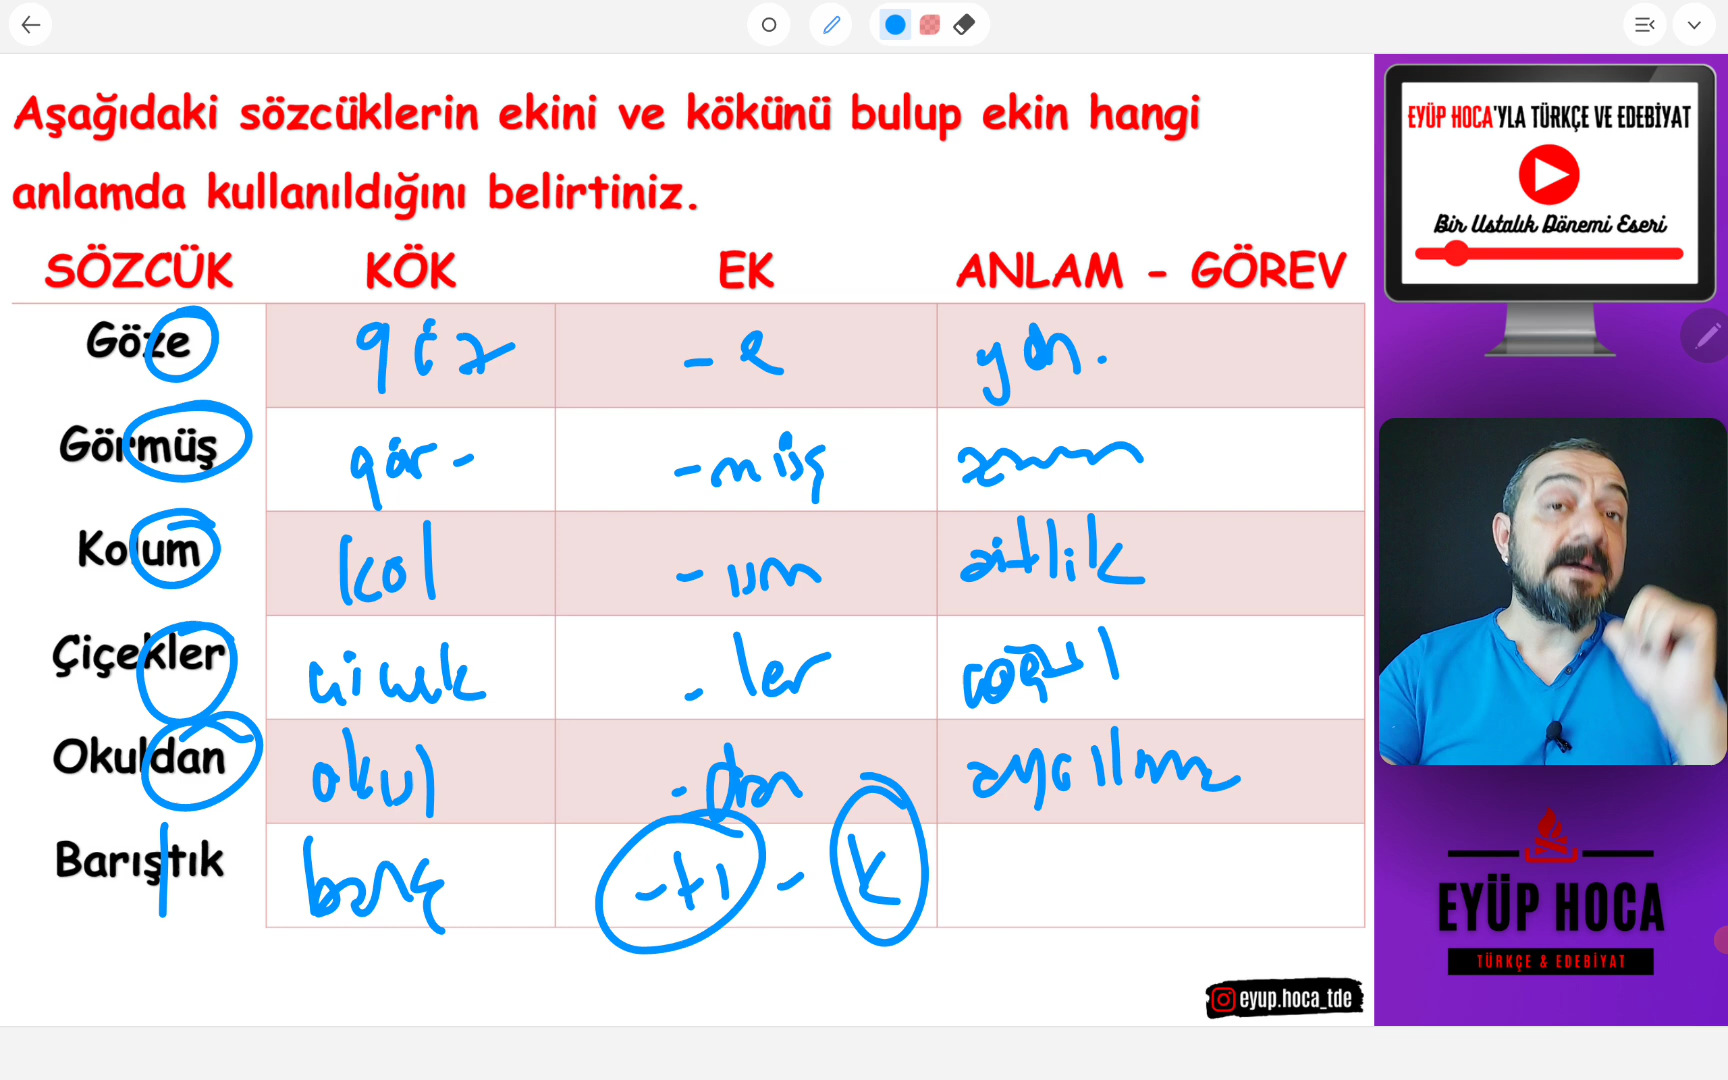 Aşağıdaki sözcüklerin ekini ve kökünü bulup ekin hangi
anlamda kullanıldığını belirtiniz.
SÖZCÜK KÖK EK ANLAM - GÖREV
Göze göz -e yön.
Görmüş gör- -müş zaman
Kolum kol -um aitlik
Çiçekler çiçek -ler çoğul
Okuldan okul -dan ayrılma
Barıştık barış -tı - k
EYÜP HOCA'YLA TÜRKÇE VE EDEBİYAT
Bir Ustalık Dönemi Eseri
EYÜP HOCA
TÜRKÇE & EDEBİYAT
eyup.hoca_tde